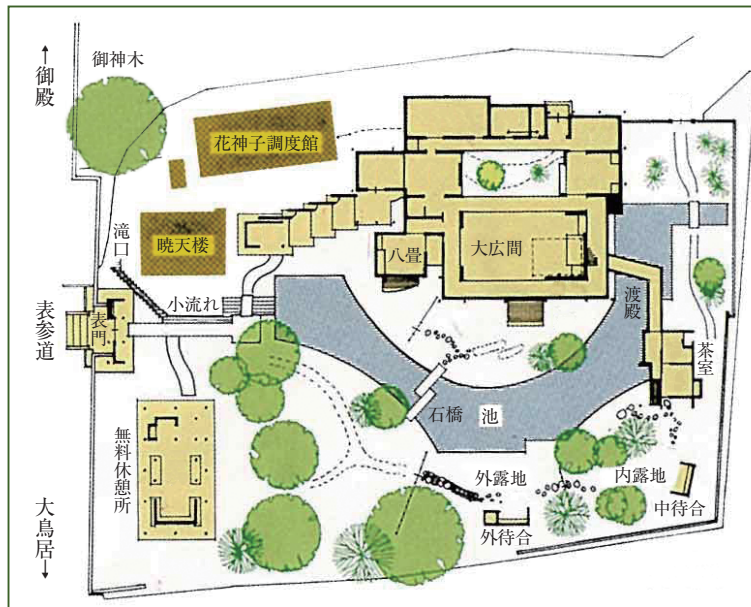 ↑御殿
御神木
花神子調度館
暁天楼
滝口
小流れ
八畳
大広間
渡殿
茶室
表参道
表門
石橋
池
無料休憩所
外露地
内露地
外待合
中待合
大鳥居↓